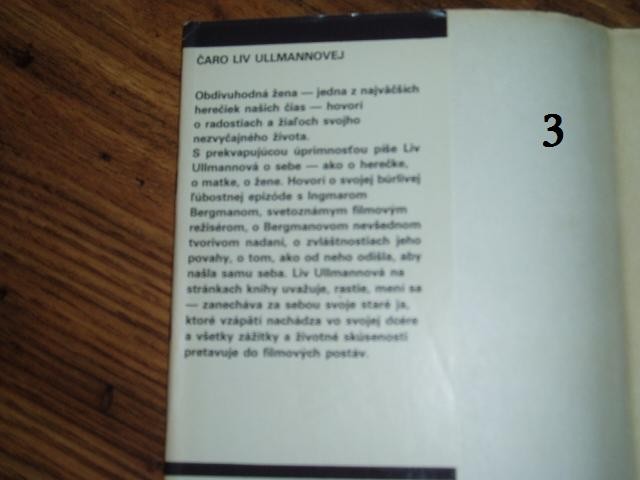 ČARO LIV ULLMANNOVEJ
Obdivuhodná žena — jedna z najväčších
herečiek našich čias — hovorí
o radostiach a žiaľoch svojho
nezvyčajného života.
S prekvapujúcou úprimnosťou píše Liv
Ullmannová o sebe — ako o herečke,
o matke, o žene. Hovorí o svojej búrlivej
ľúbostnej epizóde s Ingmarom
Bergmanom, svetoznámym filmovým
režisérom, o Bergmanovom nevšednom
tvorivom nadaní, o zvláštnostiach jeho
povahy, o tom, ako od neho odišla, aby
našla samu seba. Liv Ullmannová na
stránkach knihy uvažuje, rastie, mení sa
— zanecháva za sebou svoje staré ja,
ktoré vzápätí nachádza vo svojej dcére
a všetky zážitky a životné skúsenosti
pretavuje do filmových postáv.
3